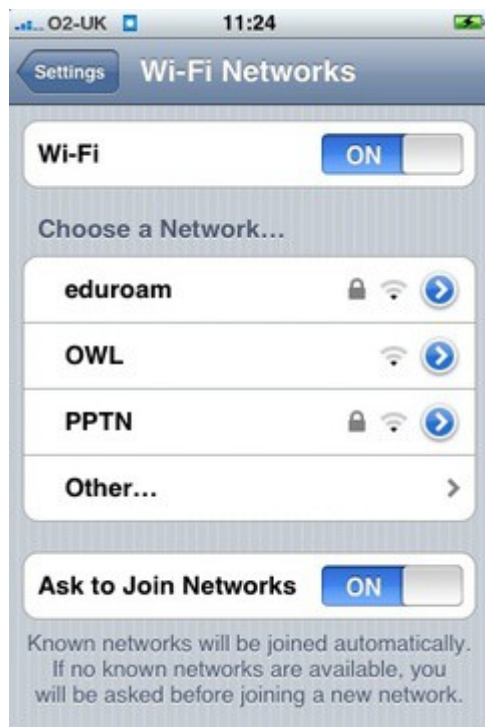 O2-UK 11:24
Settings Wi-Fi Networks
Wi-Fi ON
Choose a Network...
eduroam
OWL
PPTN
Other...
Ask to Join Networks ON
Known networks will be joined automatically.
If no known networks are available, you
will be asked before joining a new network.